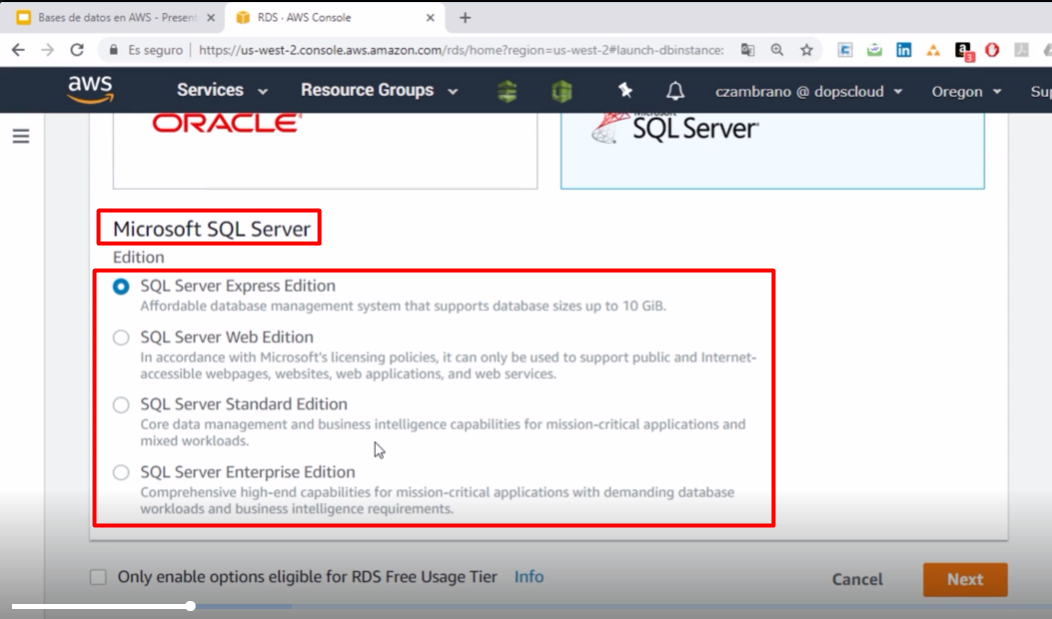 Bases de datos en AWS - Present
RDS · AWS Console
Es seguro
https://us-west-2.console.aws.amazon.com/rds/home?region=us-west-2#launch-dbinstance:
3
aws
Services
Resource Groups
czambrano @ dopscloud
Oregon
Sup
ORACLE
Microsoft
SQL Server
Microsoft SQL Server
Edition
SQL Server Express Edition
Affordable database management system that supports database sizes up to 10 GiB.
SQL Server Web Edition
In accordance with Microsoft's licensing policies, it can only be used to support public and Internet-
accessible webpages, websites, web applications, and web services.
SQL Server Standard Edition
Core data management and business intelligence capabilities for mission-critical applications and
mixed workloads.
SQL Server Enterprise Edition
Comprehensive high-end capabilities for mission-critical applications with demanding database
workloads and business intelligence requirements.
Only enable options eligible for RDS Free Usage Tier Info
Cancel
Next